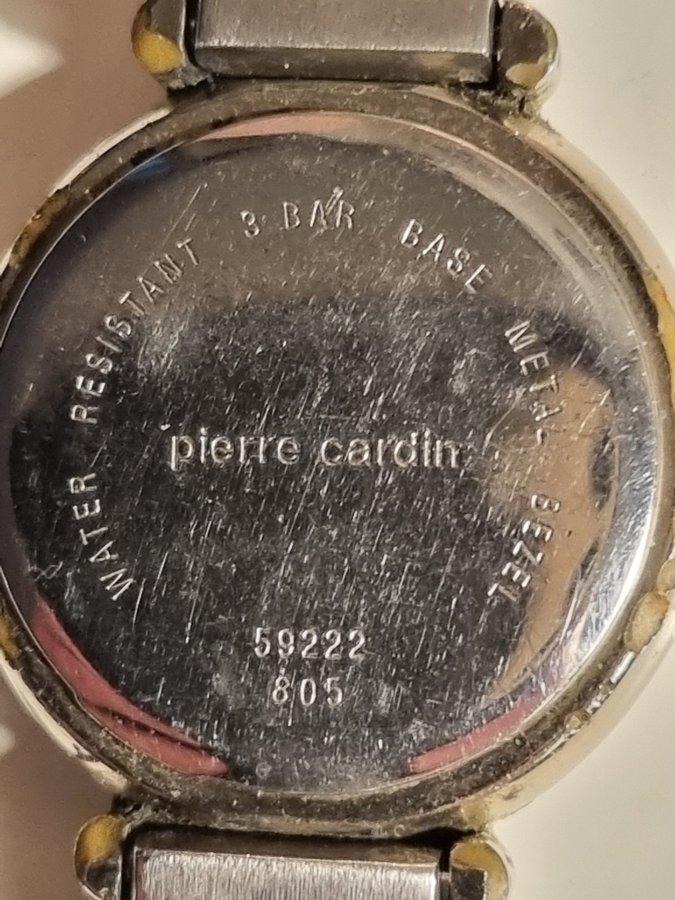 WATER RESISTANT 3 BAR BASE METAL BEZEL
pierre cardin
59222
805